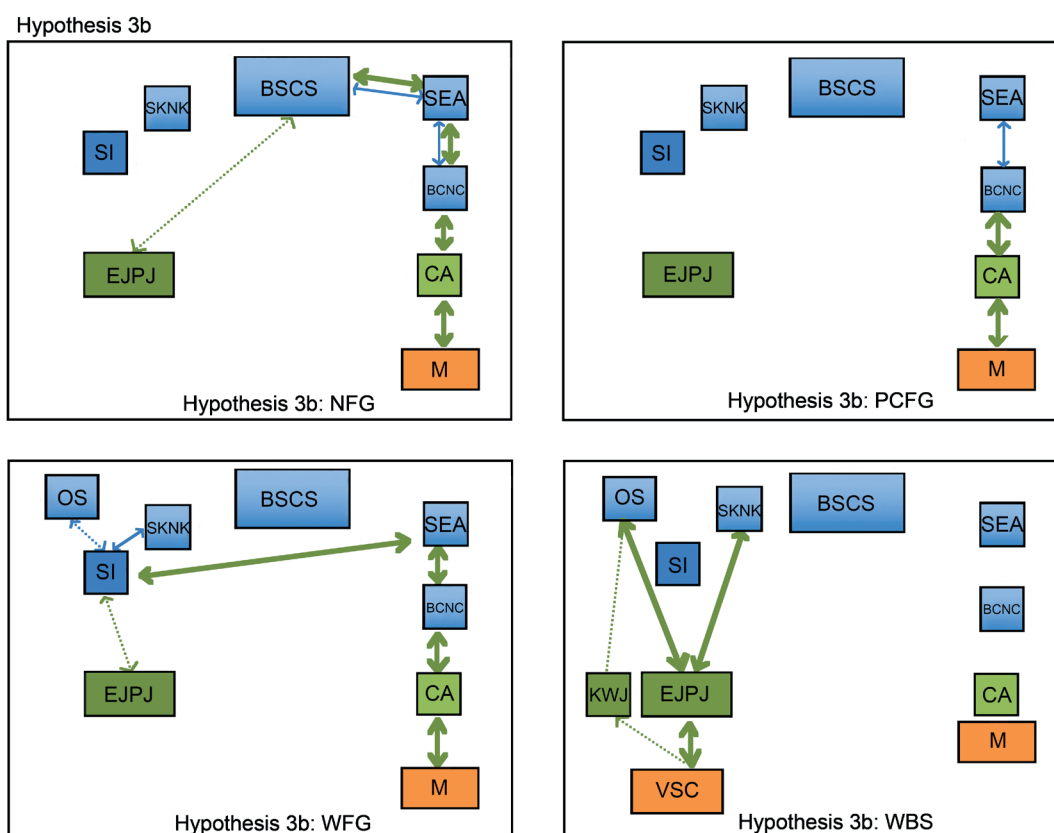 Hypothesis 3b
BSCS
SEA
SKNK
SI
BCNC
EJPJ
CA
M
Hypothesis 3b: NFG
BSCS
SEA
SKNK
SI
BCNC
EJPJ
CA
M
Hypothesis 3b: PCFG
OS
BSCS
SKNK
SEA
SI
BCNC
EJPJ
CA
M
Hypothesis 3b: WFG
OS
BSCS
SKNK
SEA
SI
BCNC
KWJ
EJPJ
CA
M
VSC
Hypothesis 3b: WBS